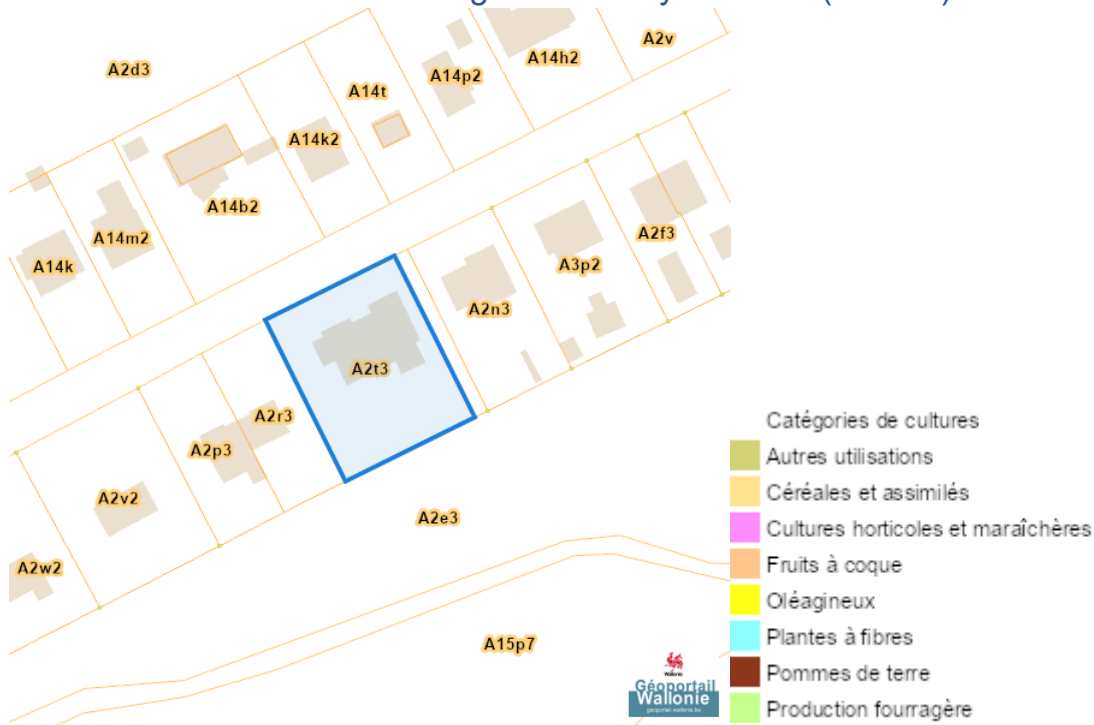 A2d3
A14h2
A2v
A14p2
A14t
A14k2
A14b2
A14m2
A14k
A2f3
A3p2
A2n3
A2t3
A2r3
A2p3
A2v2
A2e3
A2w2
A15p7
Catégories de cultures
Autres utilisations
Céréales et assimilés
Cultures horticoles et maraîchères
Fruits à coque
Oléagineux
Plantes à fibres
Pommes de terre
Production fourragère
Wallonie
Géoportail
Wallonie
geoportail.wallonie.be